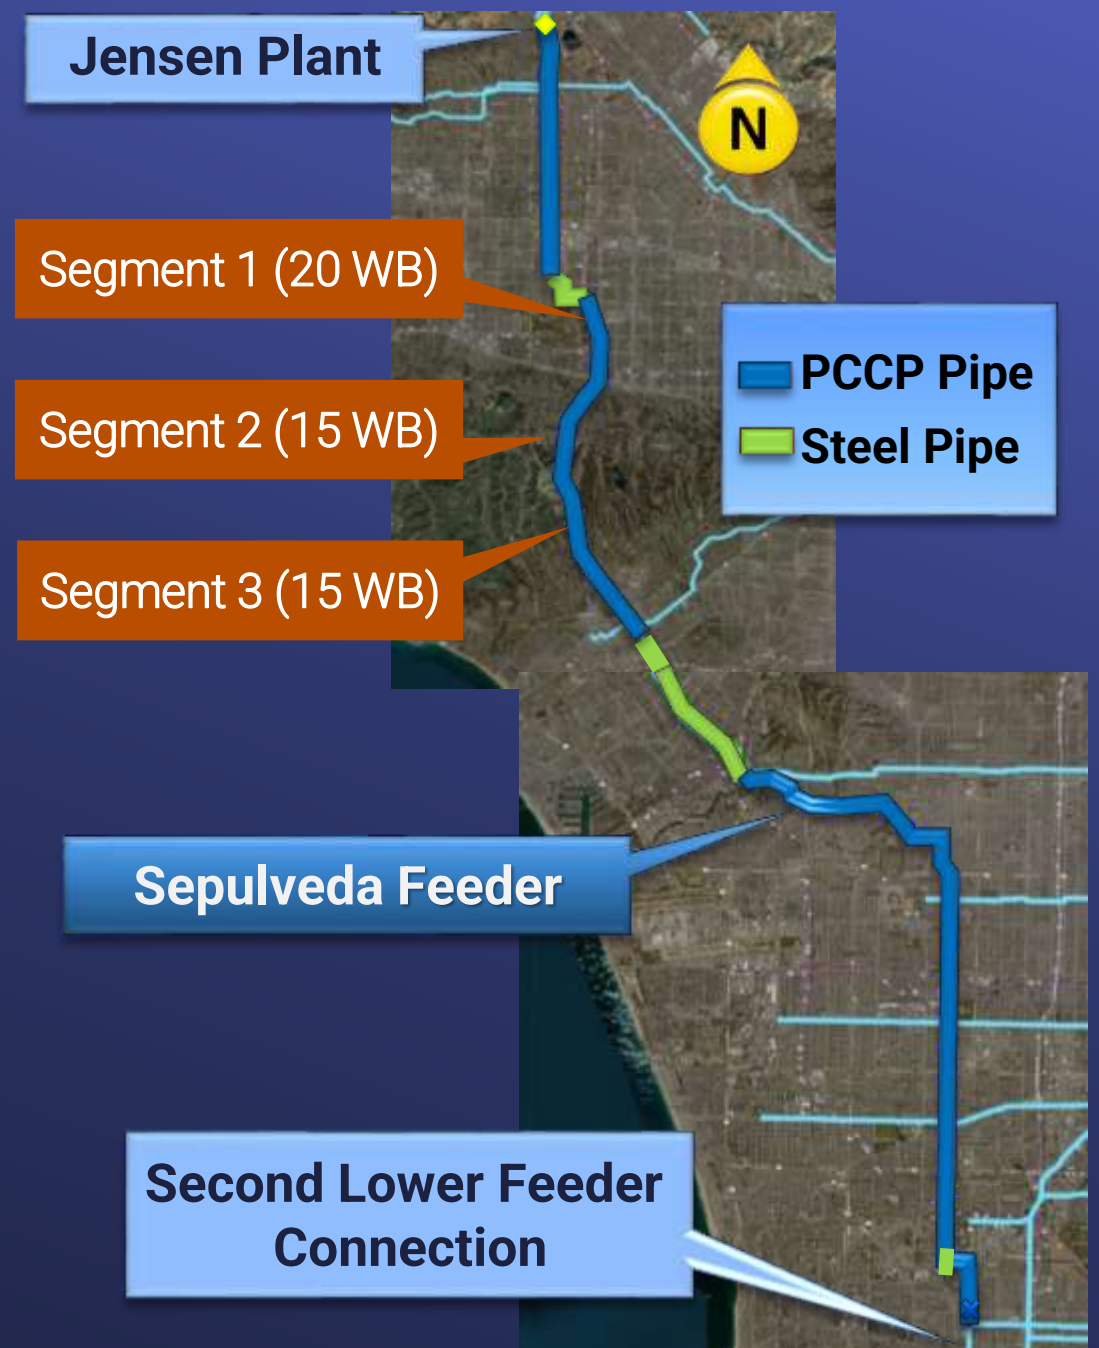 Jensen Plant
N
Segment 1 (20 WB)
Segment 2 (15 WB)
PCCP Pipe
Steel Pipe
Segment 3 (15 WB)
Sepulveda Feeder
Second Lower Feeder
Connection